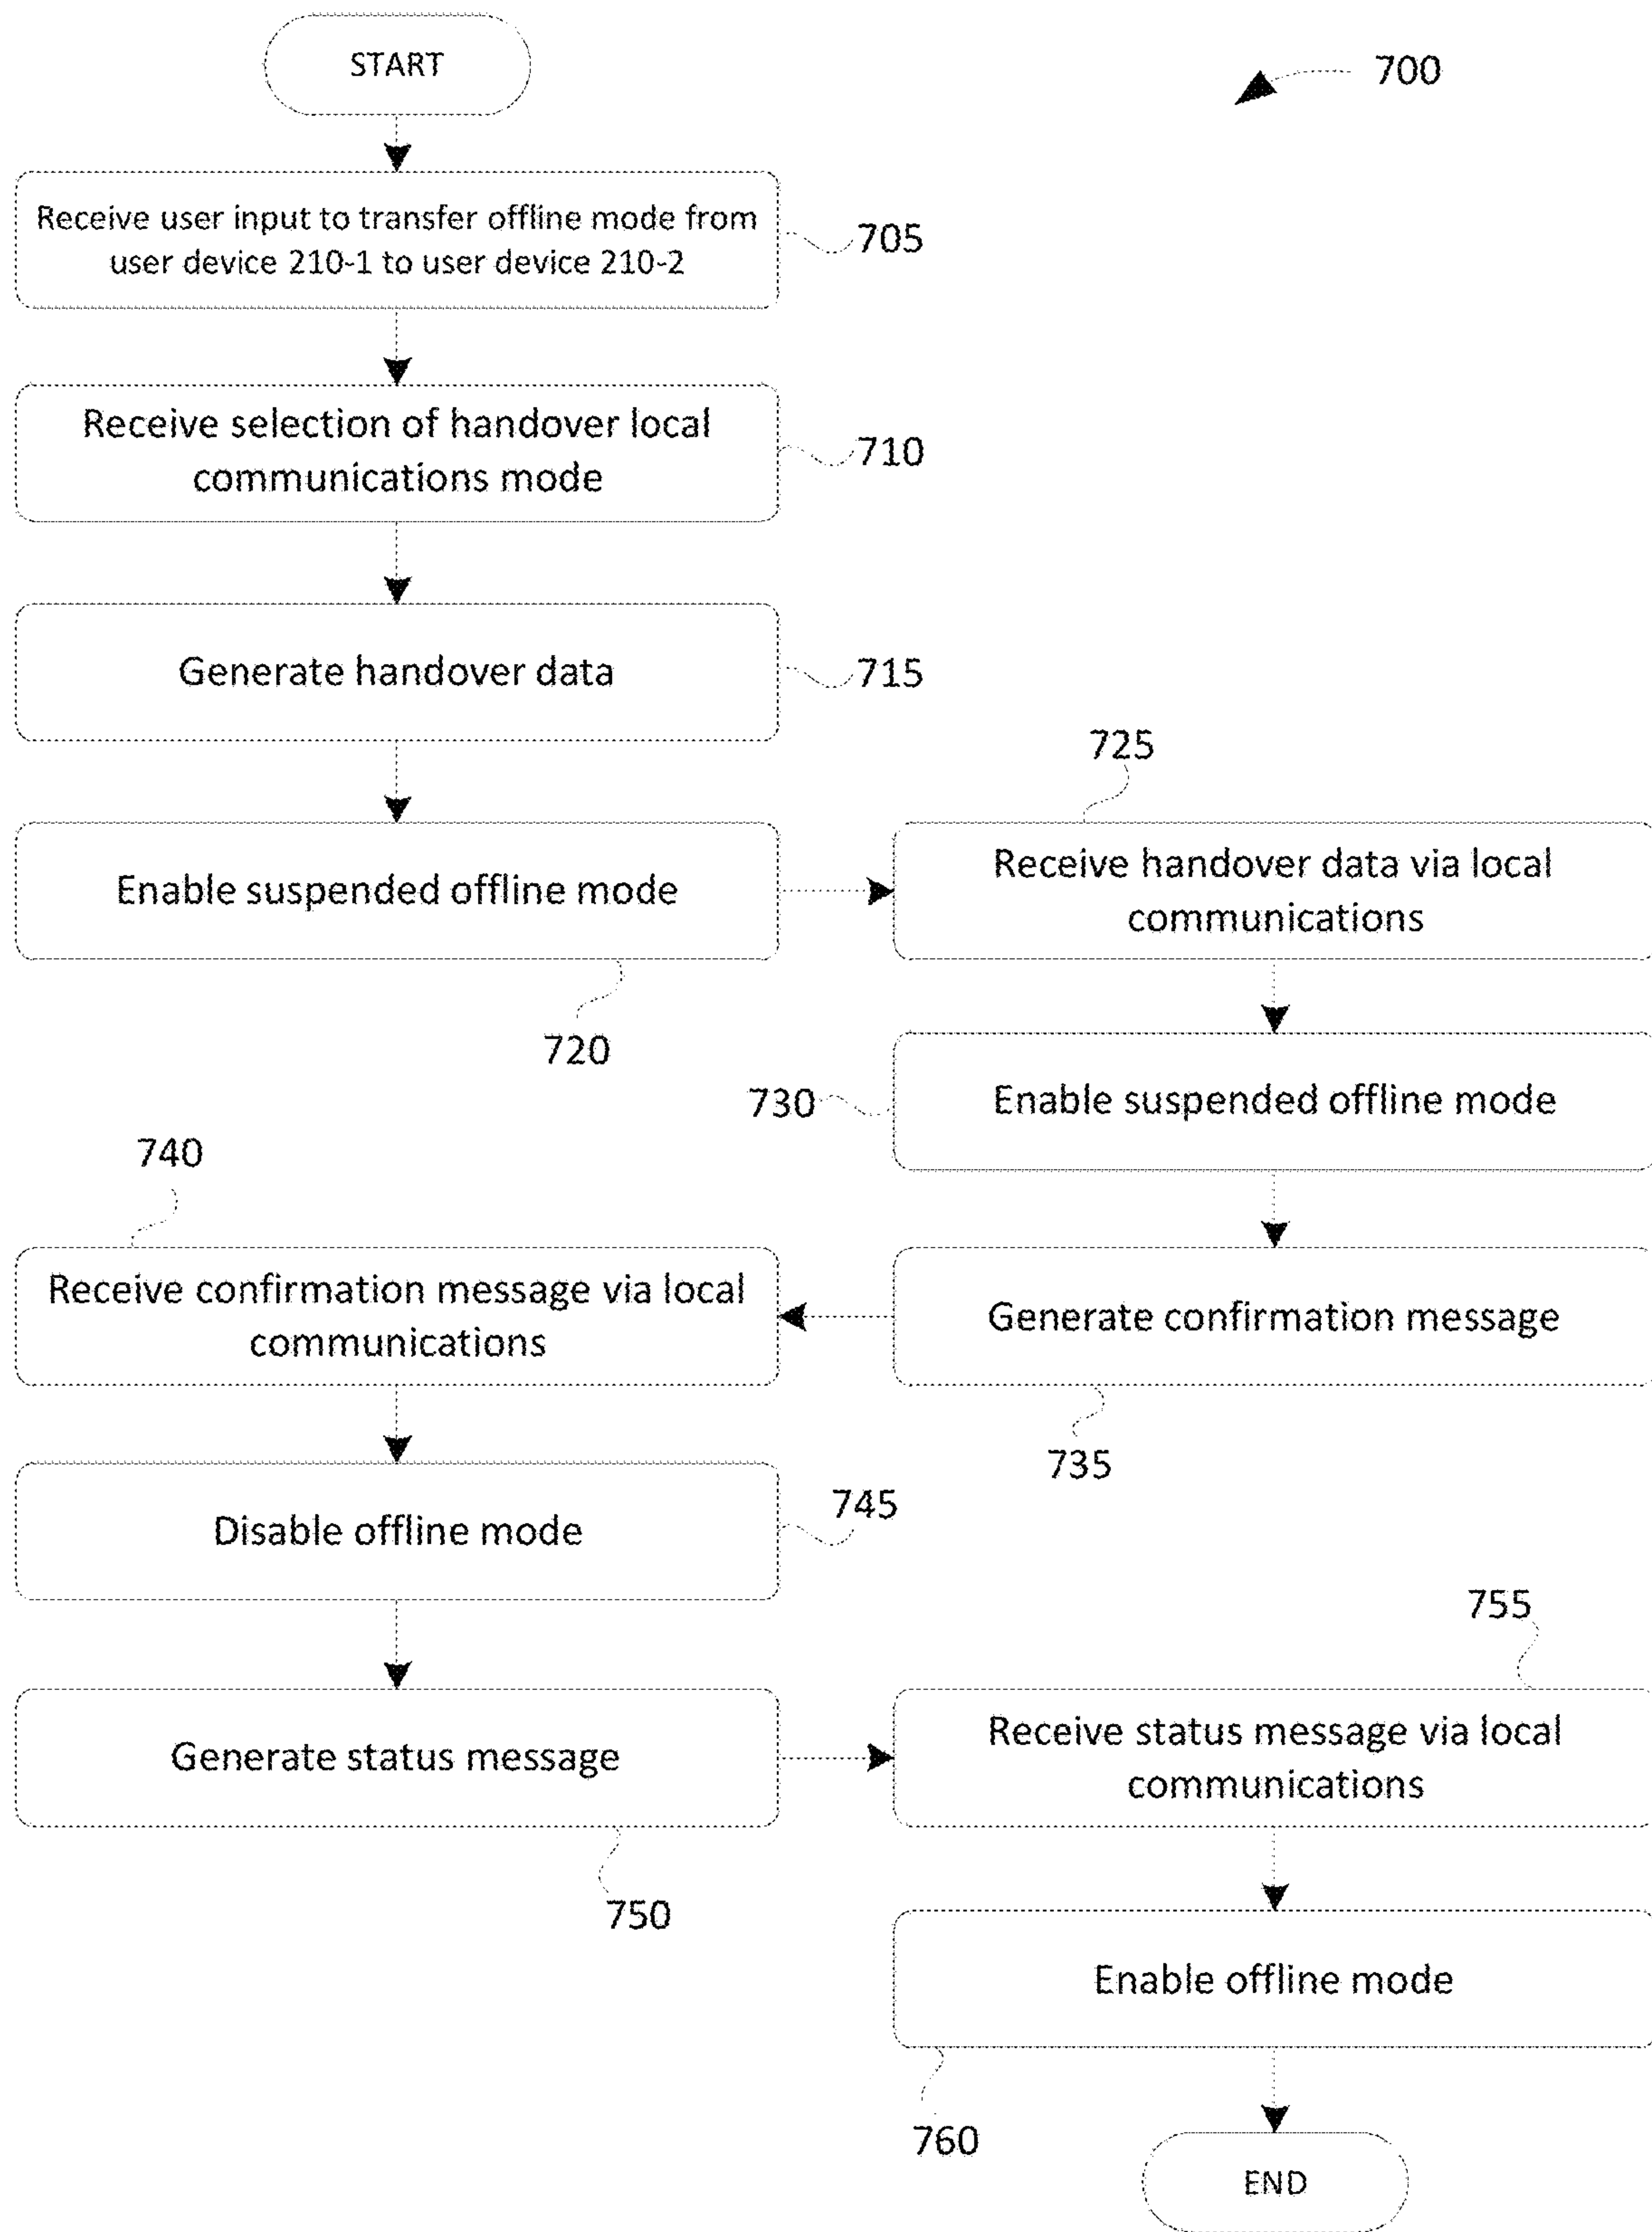 START
700
Receive user input to transfer offline mode from
user device 210-1 to user device 210-2
705
Receive selection of handover local
communications mode
710
Generate handover data
715
Enable suspended offline mode
720
725
Receive handover data via local
communications
730
Enable suspended offline mode
Generate confirmation message
735
740
Receive confirmation message via local
communications
Disable offline mode
745
Generate status message
750
755
Receive status message via local
communications
Enable offline mode
760
END